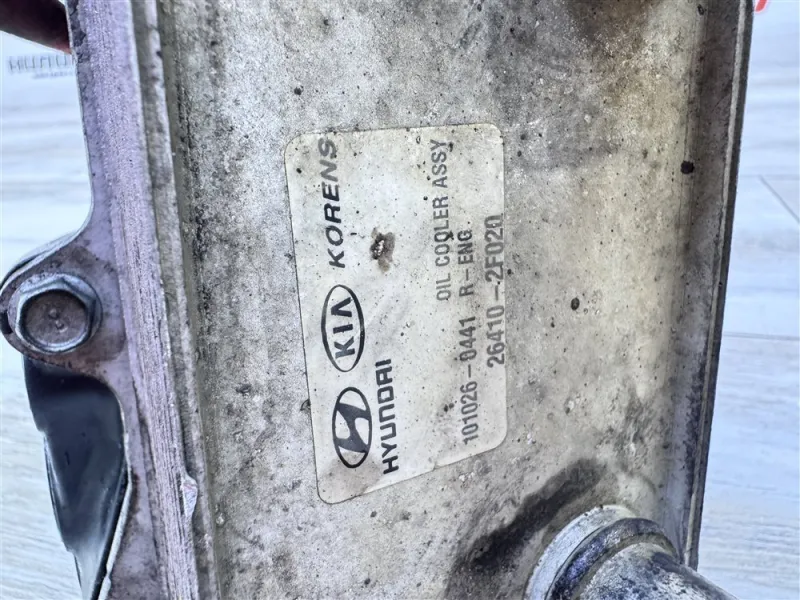 HYUNDAI KIA KORENS
OIL COOLER ASSY
101026-0441 R-ENG
26410-2F020